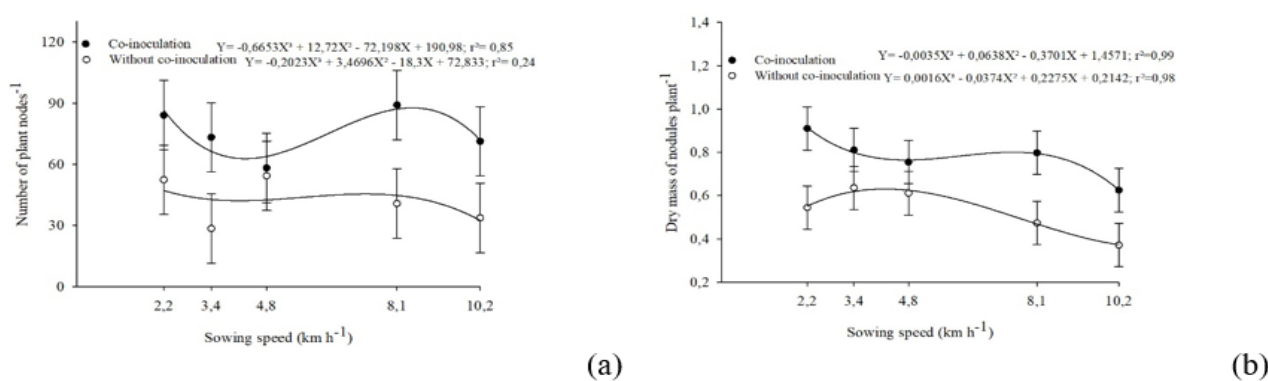 120
90
60
30
0
Number of plant nodes⁻¹
Co-inoculation Y= -0,6653X³ + 12,72X² - 72,198X + 190,98; r²= 0,85
Without co-inoculation Y= -0,2023X³ + 3,4696X² - 18,3X + 72,833; r²= 0,24
2,2 3,4 4,8 8,1 10,2
Sowing speed (km h⁻¹)
(a)
1,4
1,2
1,0
0,8
0,6
0,4
0,2
Dry mass of nodules plant⁻¹
Co-inoculation Y= -0,0035X³ + 0,0638X² - 0,3701X + 1,4571; r²=0,99
Without co-inoculation Y= 0,0016X³ - 0,0374X² + 0,2275X + 0,2142; r²=0,98
2,2 3,4 4,8 8,1 10,2
Sowing speed (km h⁻¹)
(b)